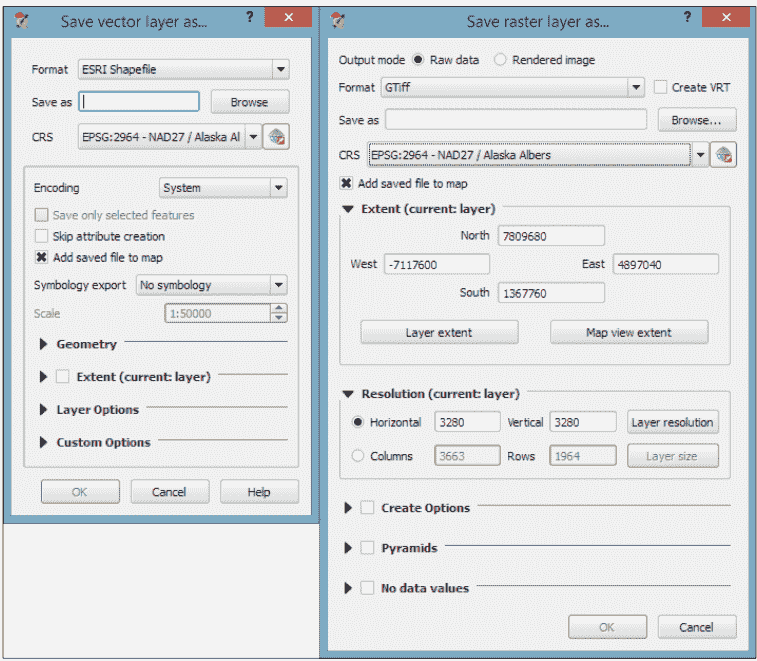 Save vector layer as... ? ×
Format ESRI Shapefile
Save as Browse
CRS EPSG:2964 - NAD27 / Alaska Al
Encoding System
Save only selected features
Skip attribute creation
Add saved file to map
Symbology export No symbology
Scale 1:50000
Geometry
Extent (current: layer)
Layer Options
Custom Options
OK Cancel Help
Save raster layer as... ? ×
Output mode Raw data Rendered image
Format GTiff Create VRT
Save as Browse...
CRS EPSG:2964 - NAD27 / Alaska Albers
Add saved file to map
Extent (current: layer)
North 7809680
West -7117600 East 4897040
South 1367760
Layer extent Map view extent
Resolution (current: layer)
Horizontal 3280 Vertical 3280 Layer resolution
Columns 3663 Rows 1964 Layer size
Create Options
Pyramids
No data values
OK Cancel